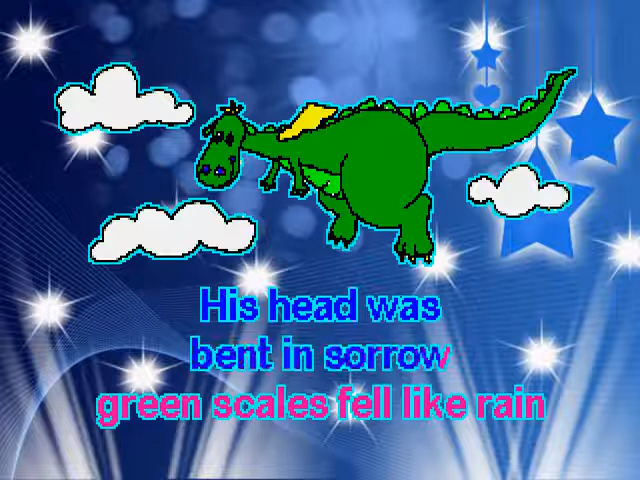 His head was
bent in sorrow
green scales fell like rain